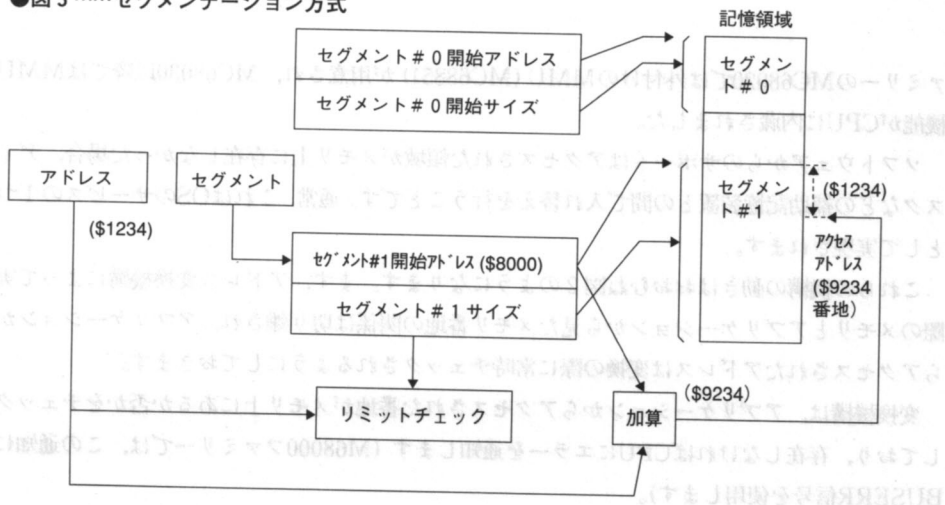 ●図3……セグメンテーション方式
記憶領域
セグメント＃0開始アドレス
セグメント＃0開始サイズ
セグメン
ト＃0
アドレス
($1234)
セグメント
セグメント#1開始アドレス($8000)
セグメント＃1サイズ
セグメン
ト＃1
($1234)
アクセス
アドレス
($9234
番地)
リミットチェック
加算
($9234)